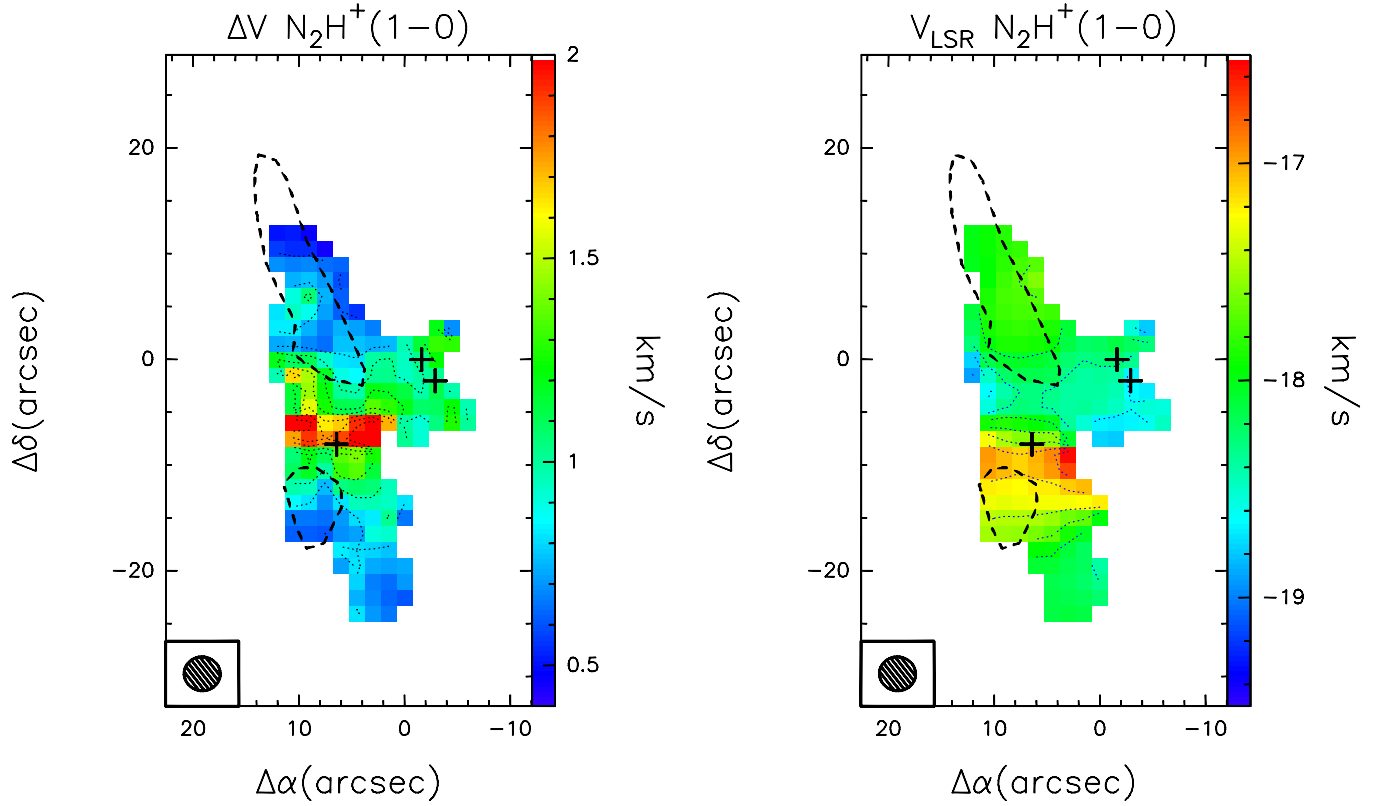 ΔV N₂H⁺(1−0)
2
1.5
1
0.5
km/s
20
0
−20
Δδ(arcsec)
20 10 0 −10
Δα(arcsec)
V_LSR N₂H⁺(1−0)
−17
−18
−19
km/s
20
0
−20
Δδ(arcsec)
20 10 0 −10
Δα(arcsec)